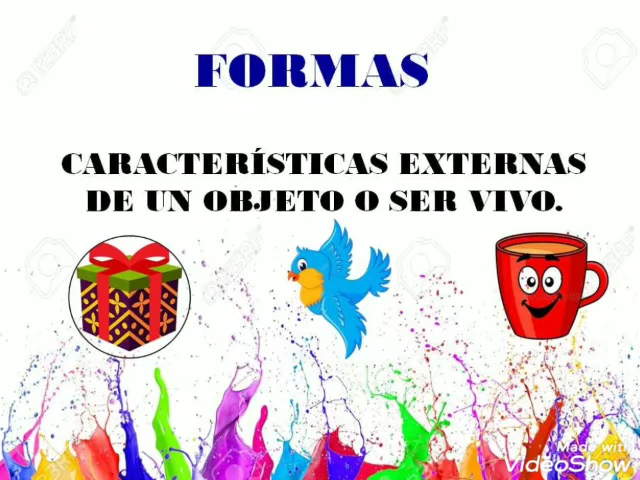 FORMAS
CARACTERÍSTICAS EXTERNAS
DE UN OBJETO O SER VIVO.
Made with
VideoShow